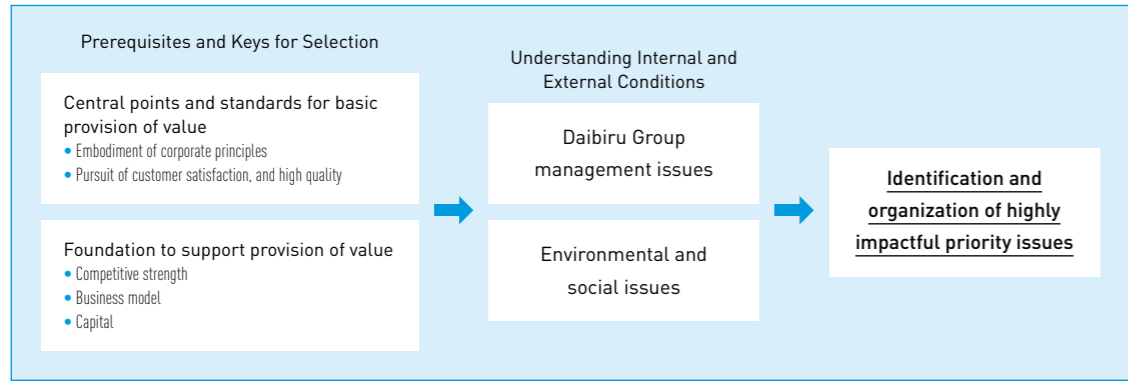 Prerequisites and Keys for Selection
Central points and standards for basic
provision of value
• Embodiment of corporate principles
• Pursuit of customer satisfaction, and high quality
Foundation to support provision of value
• Competitive strength
• Business model
• Capital
Understanding Internal and
External Conditions
Daibiru Group
management issues
Environmental and
social issues
Identification and
organization of highly
impactful priority issues